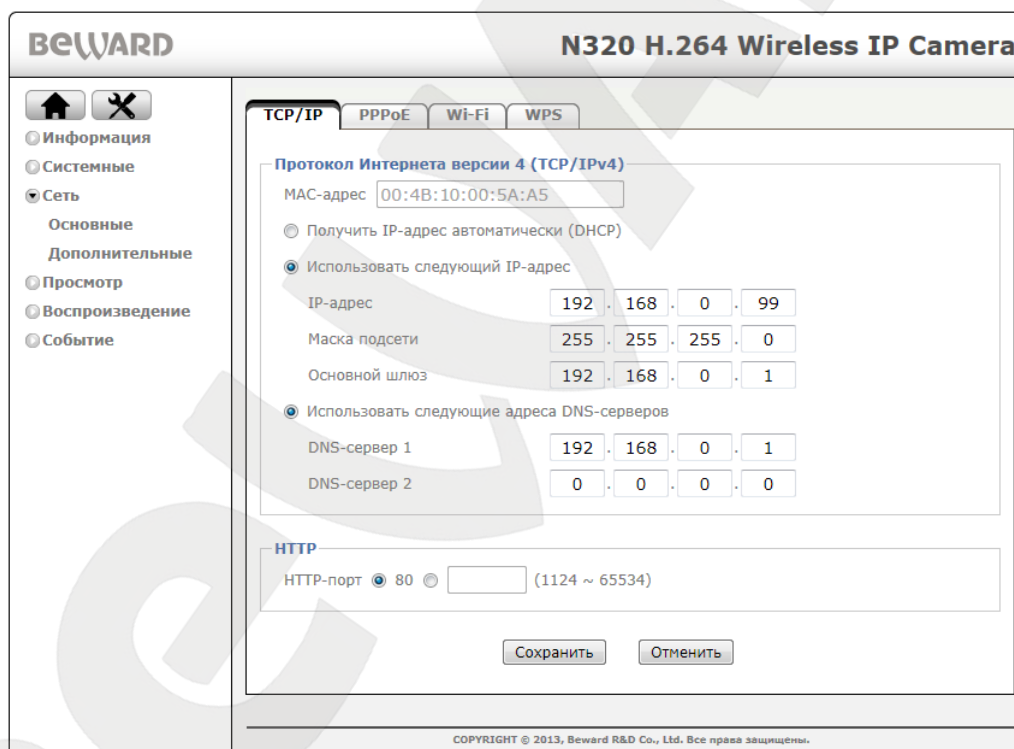 BEWARD
N320 H.264 Wireless IP Camera
Информация
Системные
Сеть
Основные
Дополнительные
Просмотр
Воспроизведение
Событие
TCP/IP PPPoE Wi-Fi WPS
Протокол Интернета версии 4 (TCP/IPv4)
MAC-адрес 00:4B:10:00:5A:A5
Получить IP-адрес автоматически (DHCP)
Использовать следующий IP-адрес
IP-адрес 192 . 168 . 0 . 99
Маска подсети 255 . 255 . 255 . 0
Основной шлюз 192 . 168 . 0 . 1
Использовать следующие адреса DNS-серверов
DNS-сервер 1 192 . 168 . 0 . 1
DNS-сервер 2 0 . 0 . 0 . 0
HTTP
HTTP-порт 80 (1124 ~ 65534)
Сохранить Отменить
COPYRIGHT © 2013, Beward R&D Co., Ltd. Все права защищены.